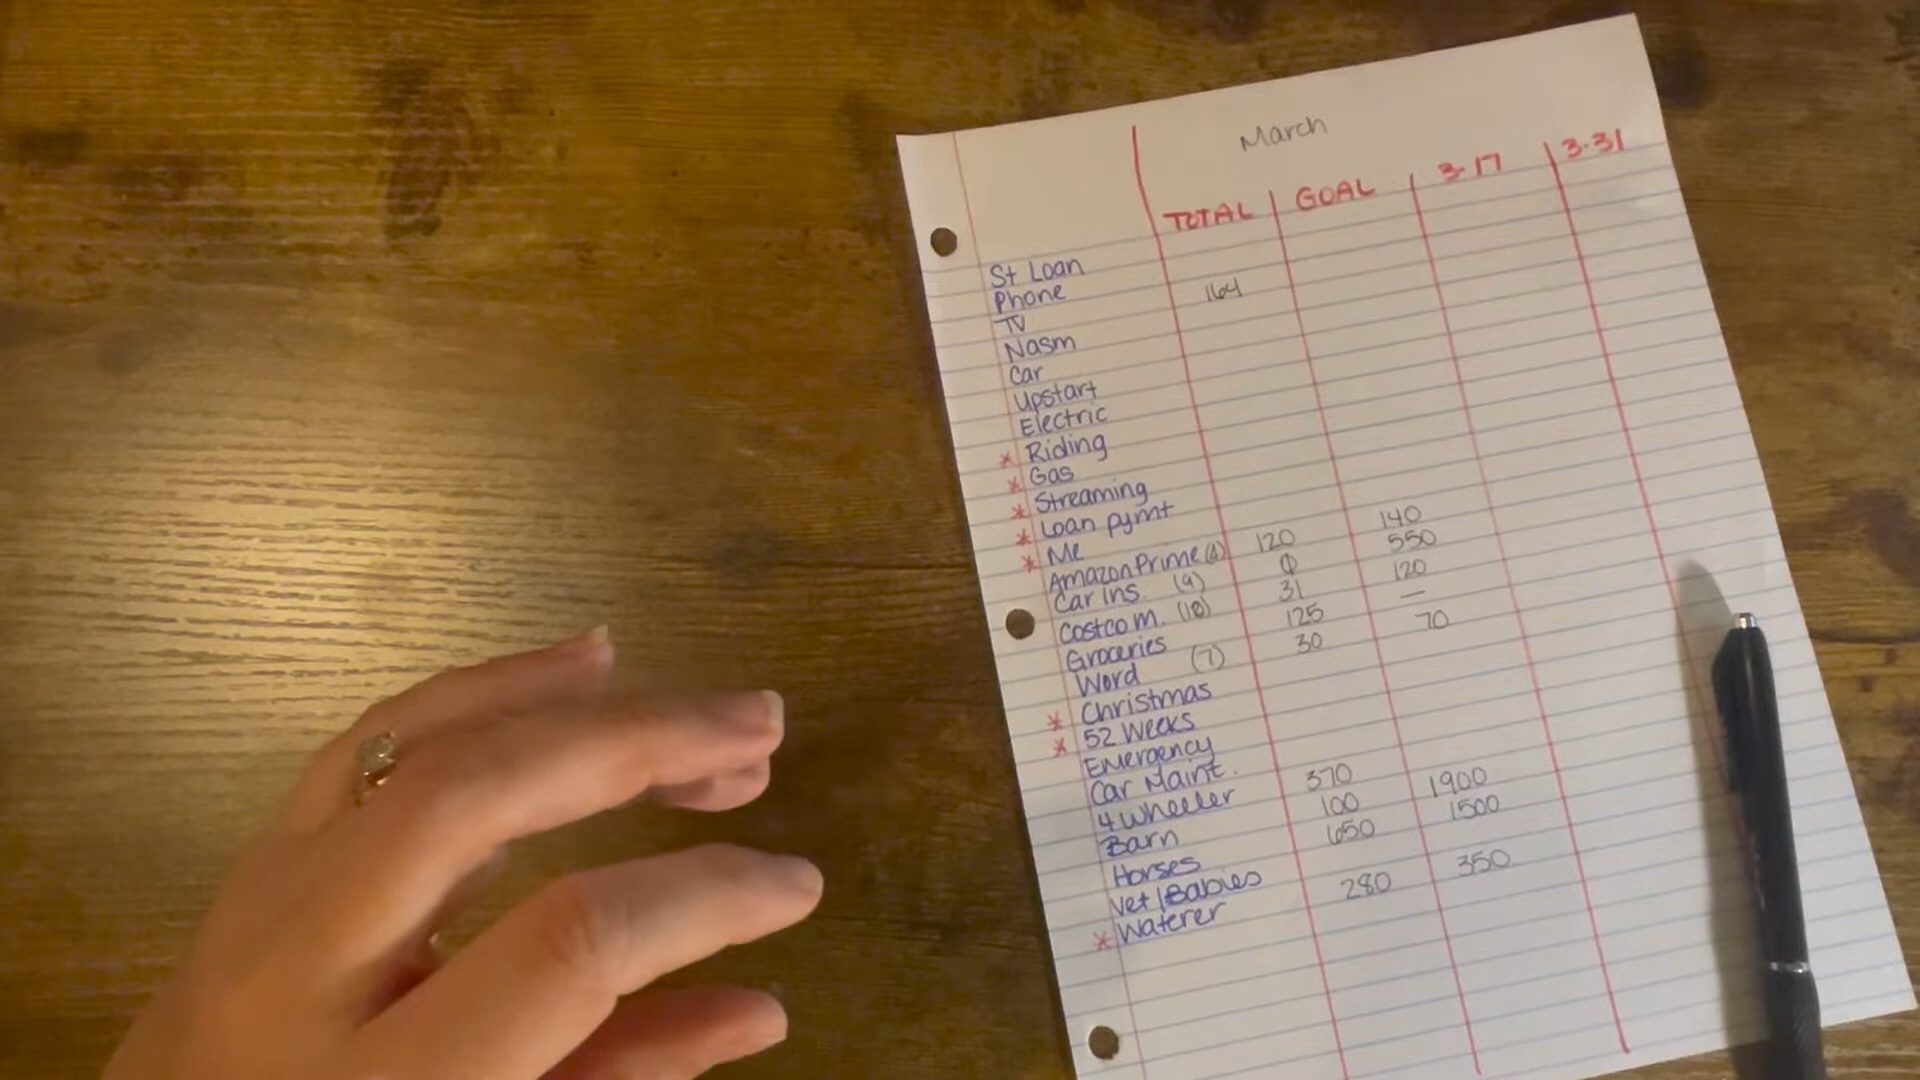 March
TOTAL GOAL 3-17 3-31
St Loan
Phone
TV 164
Nasm
Car
Upstart
Electric
* Riding
* Gas
* Streaming
* Loan pymt
* Me
Amazon Prime (4) 120 140
Car Ins. (9) 0 550
Costco m. (10) 31 120
Groceries 125 —
Word (7) 30 70
* Christmas
* 52 Weeks
Emergency
Car Maint.
4 wheeler 370
Barn 100 1900
Horses 650 1500
Vet/Babies
* Waterer 280 350